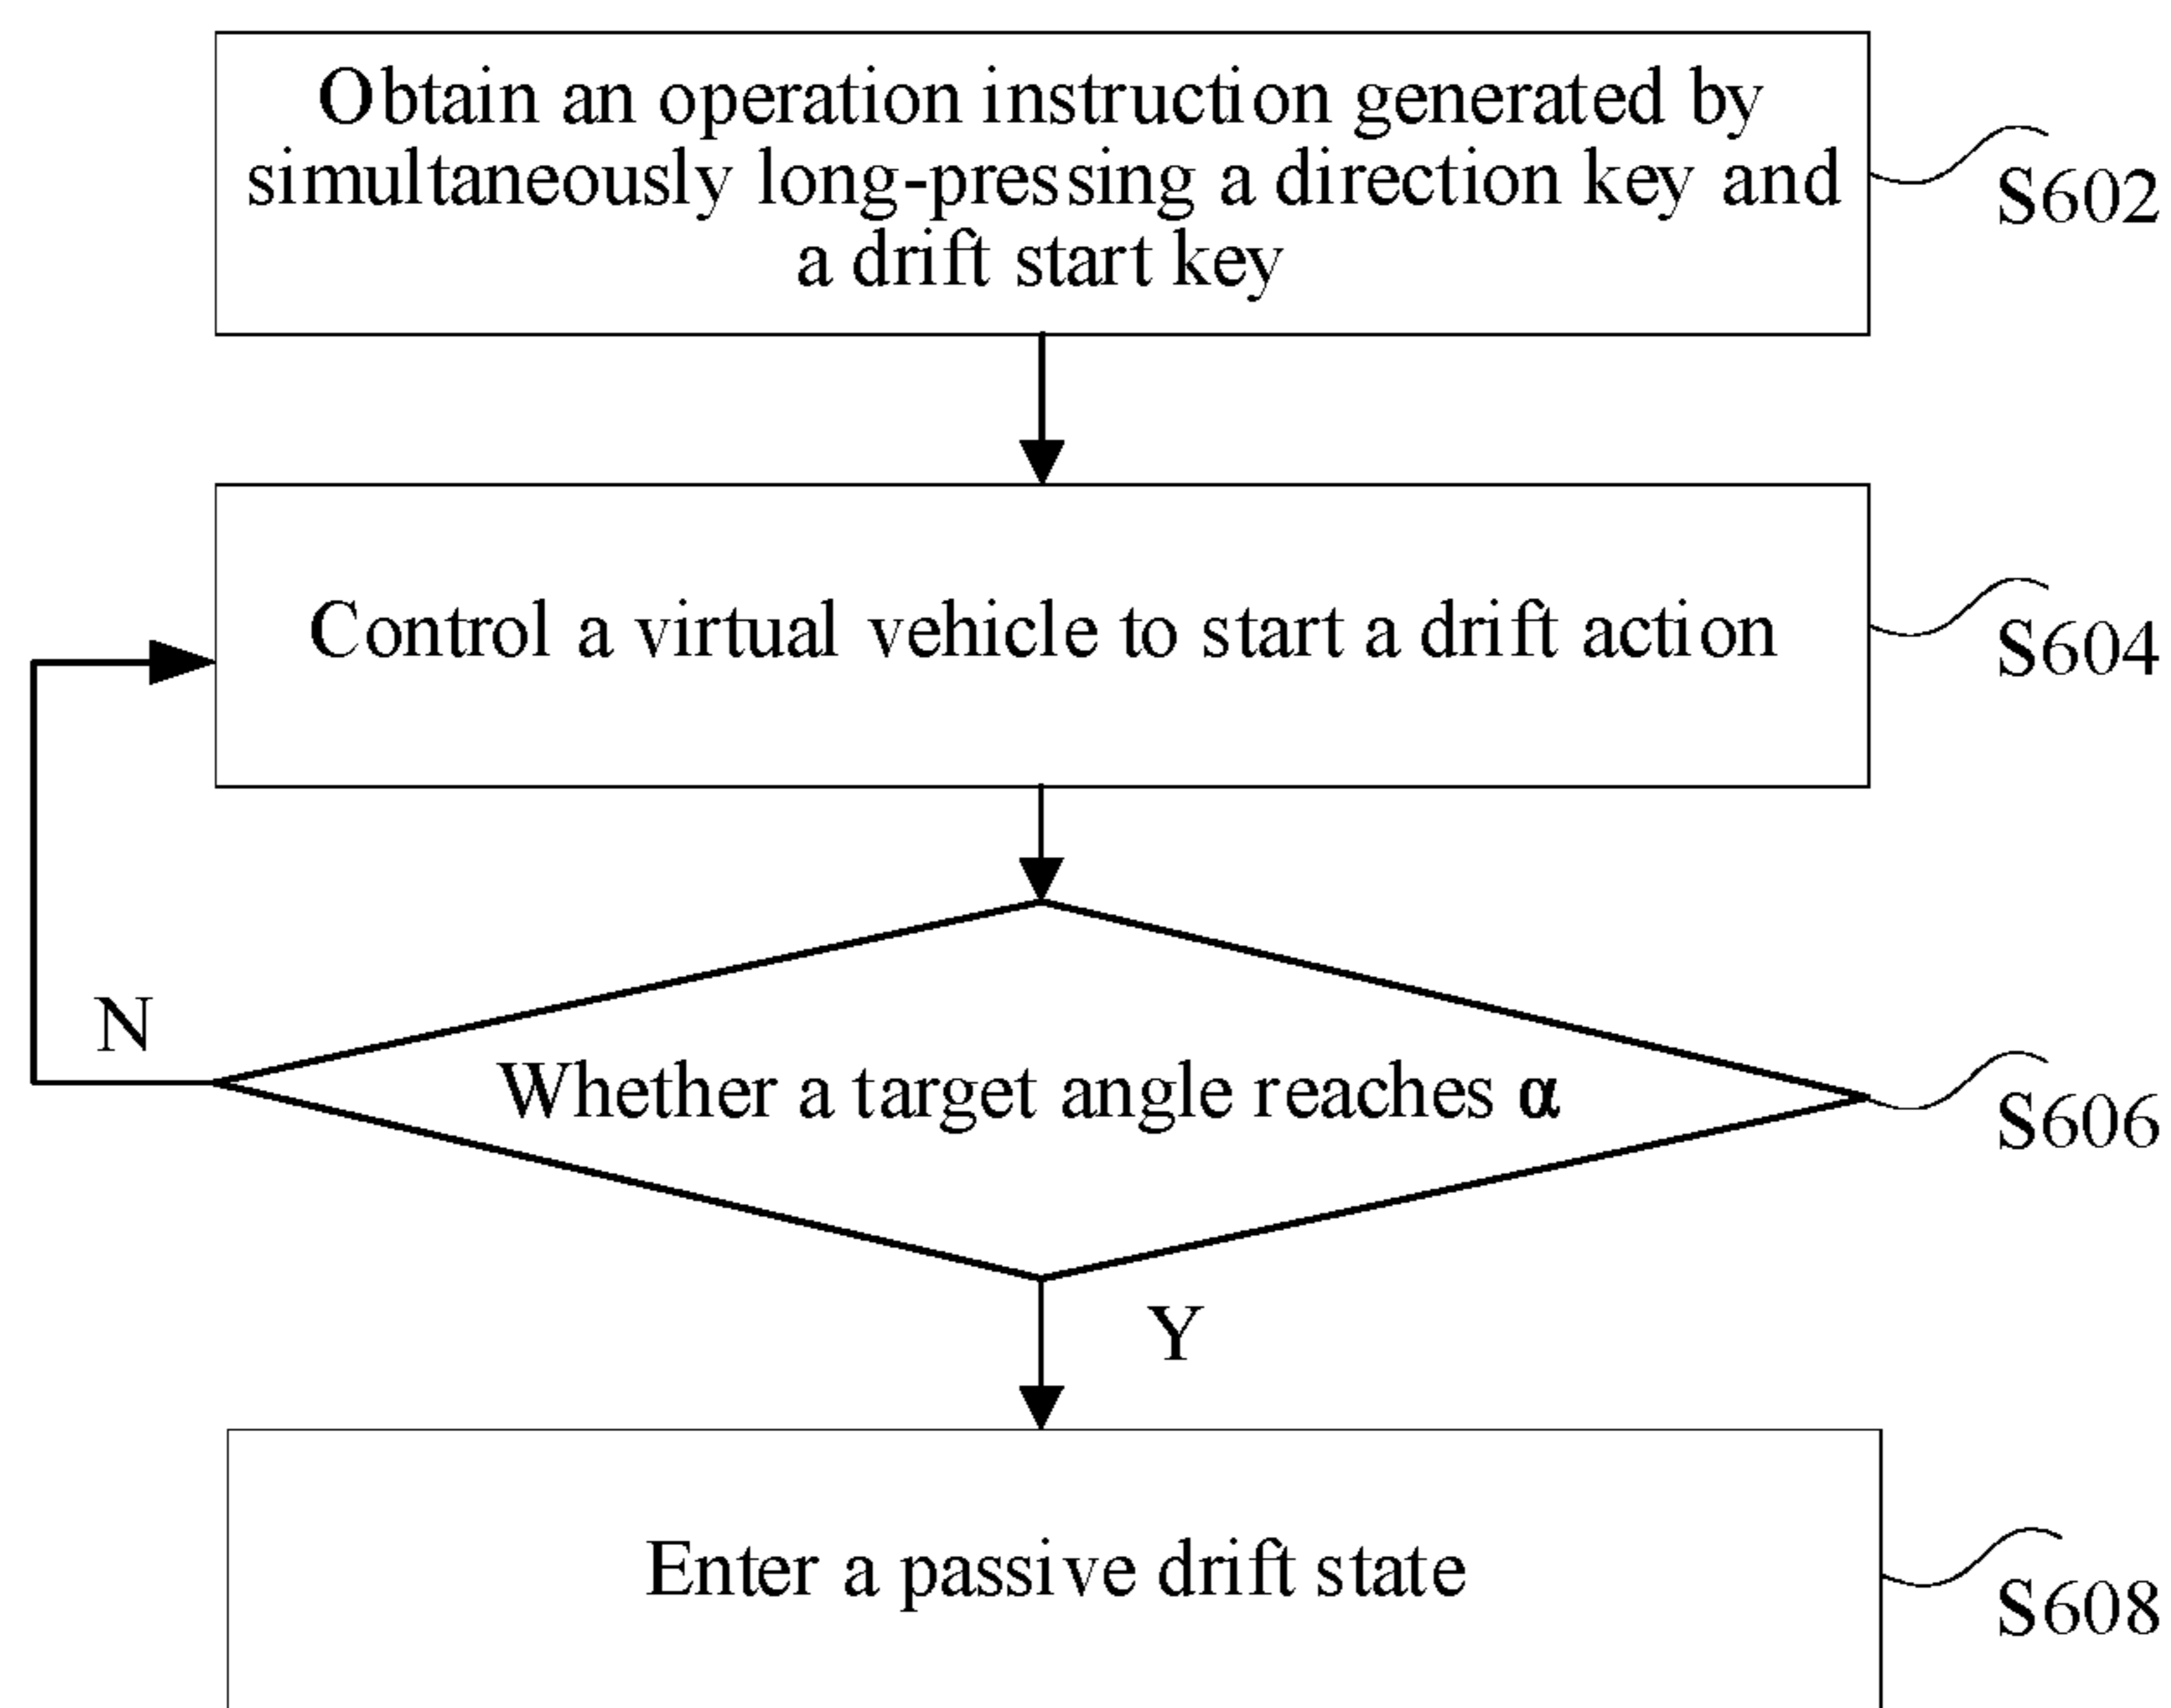 Obtain an operation instruction generated by
simultaneously long-pressing a direction key and
a drift start key
S602
Control a virtual vehicle to start a drift action
S604
N
Whether a target angle reaches α
S606
Y
Enter a passive drift state
S608